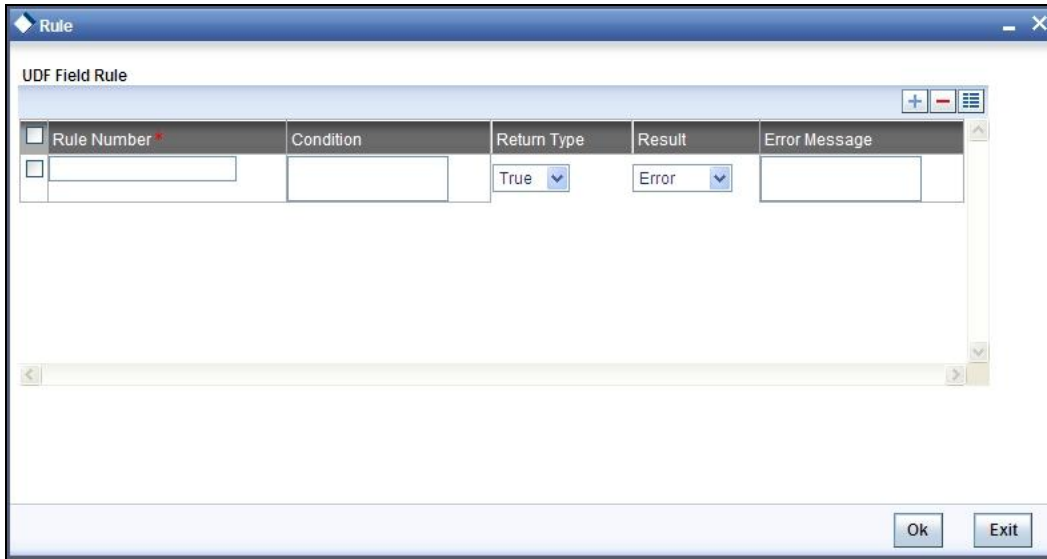 Rule
UDF Field Rule
Rule Number* Condition Return Type Result Error Message
True Error
Ok Exit